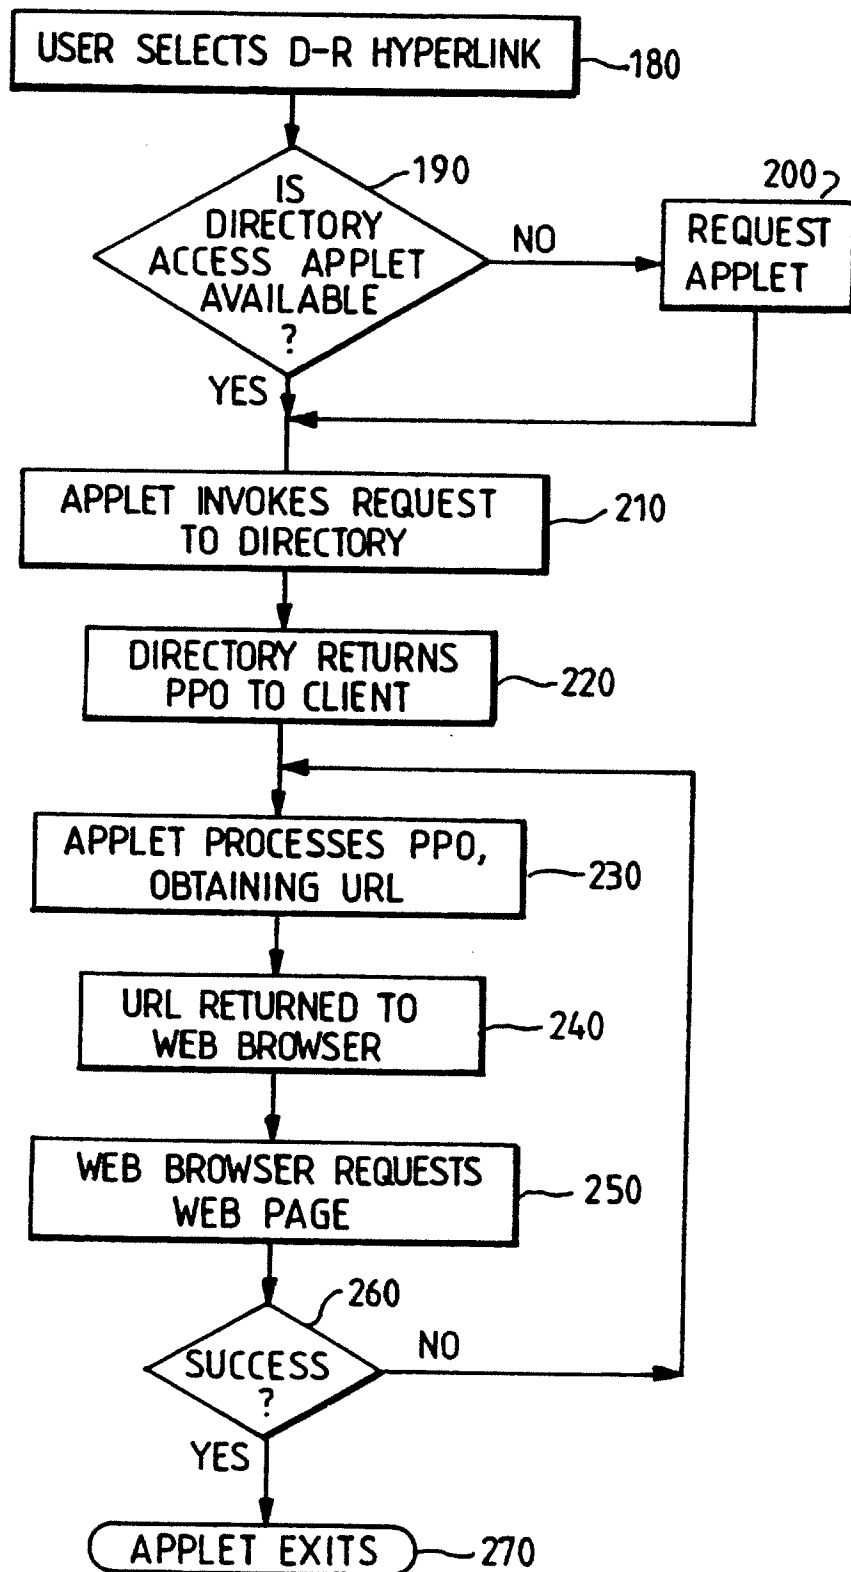 USER SELECTS D-R HYPERLINK
180
190
IS
DIRECTORY
ACCESS APPLET
AVAILABLE
?
NO
200
REQUEST
APPLET
YES
APPLET INVOKES REQUEST
TO DIRECTORY
210
DIRECTORY RETURNS
PPO TO CLIENT
220
APPLET PROCESSES PPO,
OBTAINING URL
230
URL RETURNED TO
WEB BROWSER
240
WEB BROWSER REQUESTS
WEB PAGE
250
260
SUCCESS
?
NO
YES
APPLET EXITS
270